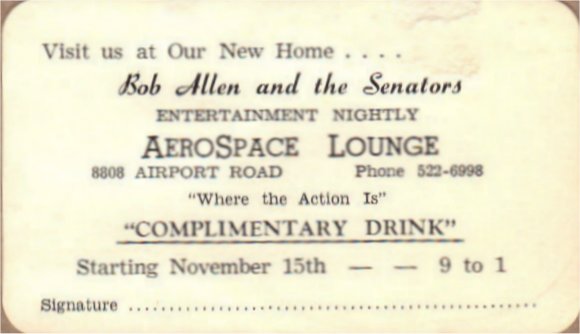 Visit us at Our New Home . . . .
Bob Allen and the Senators
ENTERTAINMENT NIGHTLY
AEROSPACE LOUNGE
8808 AIRPORT ROAD Phone 522-6998
"Where the Action Is"
"COMPLIMENTARY DRINK"
Starting November 15th — — 9 to 1
Signature ..................................................